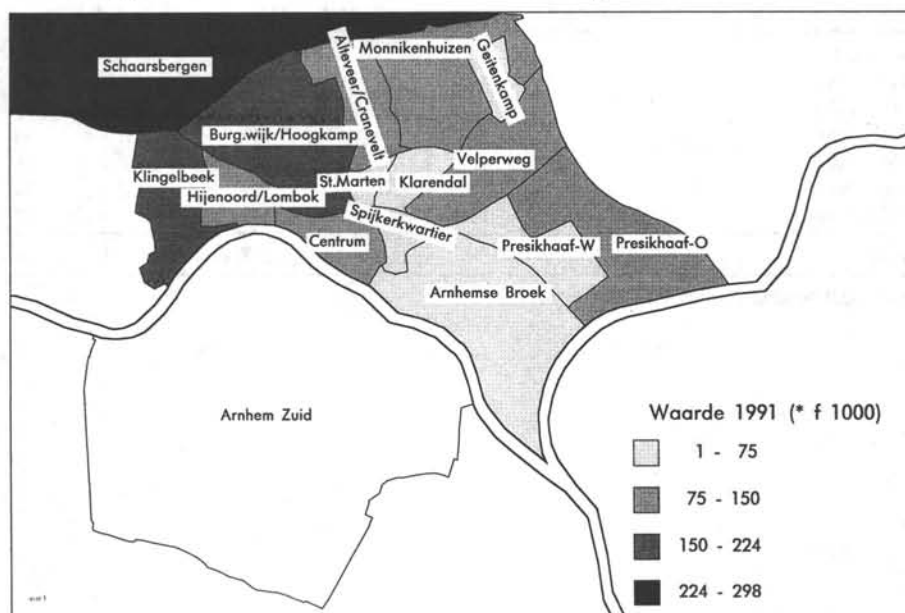 Schaarsbergen
Alteveer/Cranevelt
Monnikenhuizen
Geitenkamp
Burg.wijk/Hoogkamp
Velperweg
Klingelbeek
St.Marten
Klarendal
Hijenoord/Lombok
Spijkerkwartier
Centrum
Presikhaaf-W
Presikhaaf-O
Arnhemse Broek
Arnhem Zuid
Waarde 1991 (* f 1000)
1 - 75
75 - 150
150 - 224
224 - 298